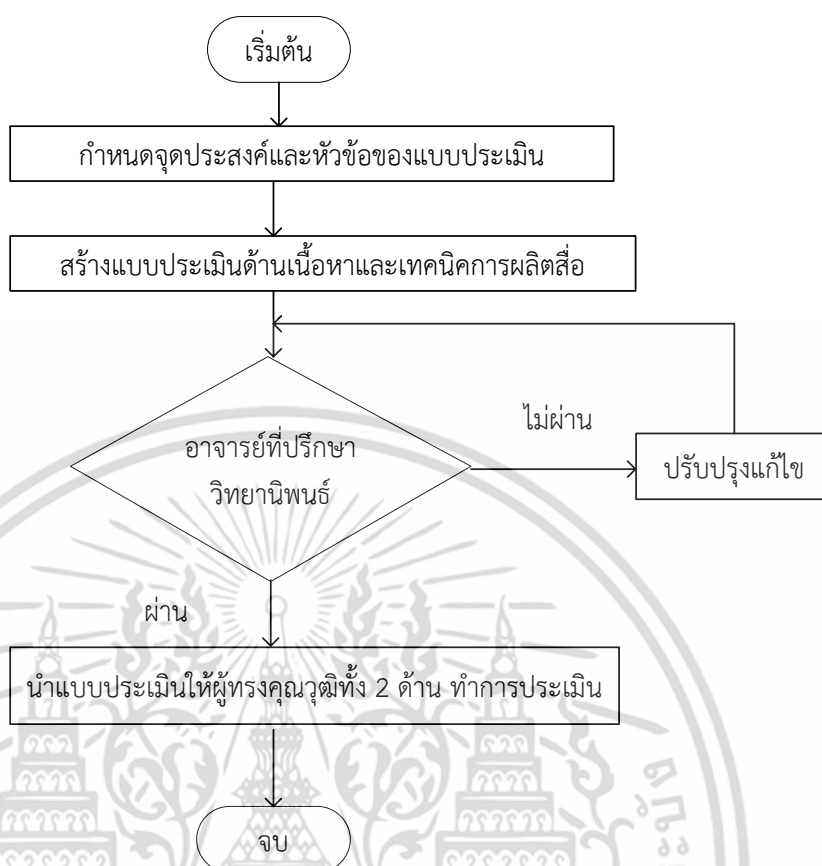 เริ่มต้น
กำหนดจุดประสงค์และหัวข้อของแบบประเมิน
สร้างแบบประเมินด้านเนื้อหาและเทคนิคการผลิตสื่อ
อาจารย์ที่ปรึกษา
วิทยานิพนธ์
ไม่ผ่าน
ปรับปรุงแก้ไข
ผ่าน
นำแบบประเมินให้ผู้ทรงคุณวุฒิทั้ง 2 ด้าน ทำการประเมิน
จบ